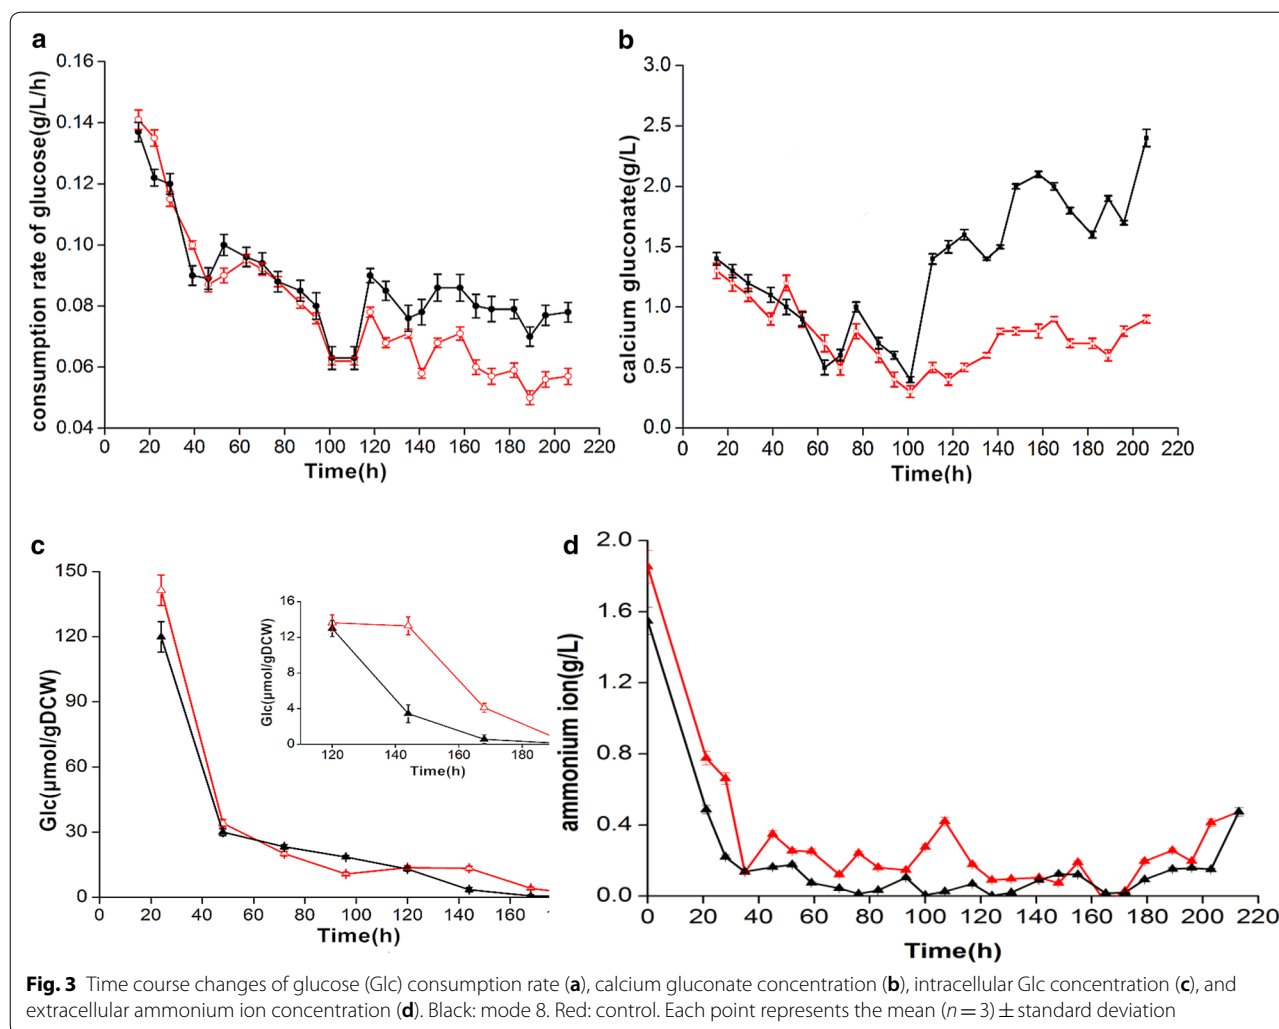 a
0.16
0.14
0.12
0.10
0.08
0.06
0.04
consumption rate of glucose(g/L/h)
0 20 40 60 80 100 120 140 160 180 200 220
Time(h)
b
3.0
2.5
2.0
1.5
1.0
0.5
0.0
calcium gluconate(g/L)
0 20 40 60 80 100 120 140 160 180 200 220
Time(h)
c
150
120
90
60
30
0
Glc(μmol/gDCW)
0 20 40 60 80 100 120 140 160
Time(h)
16
12
8
4
0
Glc(μmol/gDCW)
120 140 160 180
Time(h)
d
2.0
1.6
1.2
0.8
0.4
0.0
ammonium ion(g/L)
0 20 40 60 80 100 120 140 160 180 200 220
Time(h)
Fig. 3 Time course changes of glucose (Glc) consumption rate (a), calcium gluconate concentration (b), intracellular Glc concentration (c), and
extracellular ammonium ion concentration (d). Black: mode 8. Red: control. Each point represents the mean (n = 3) ± standard deviation